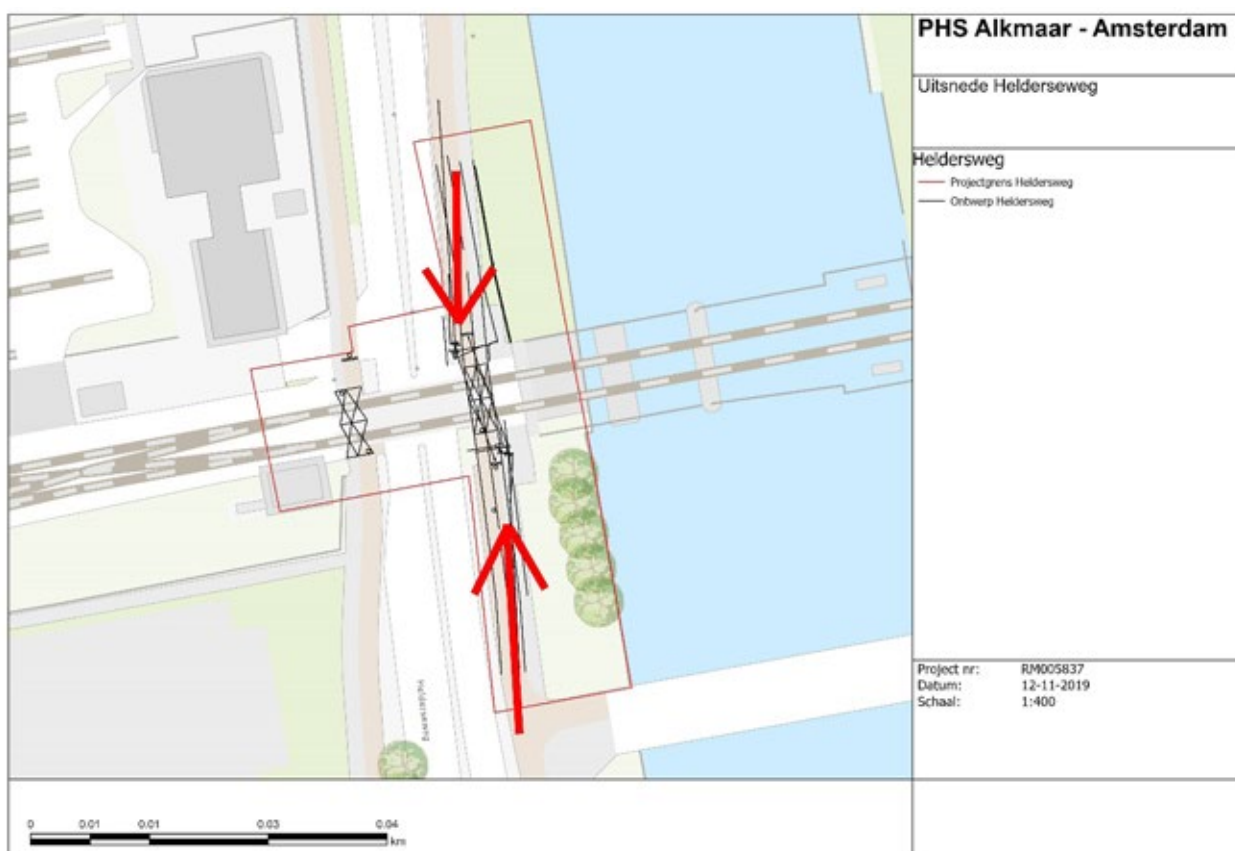 PHS Alkmaar - Amsterdam
Uitsnede Helderseweg
Heldersweg
Projectgrens Heldersweg
Ontwerp Heldersweg
Helderseweg
Project nr: RM005837
Datum: 12-11-2019
Schaal: 1:400
0 0.01 0.01 0.03 0.04
km